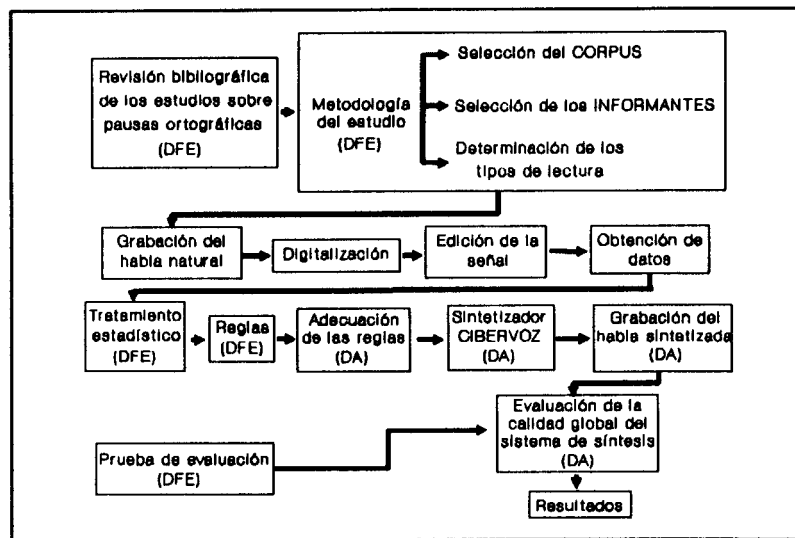 Revisión bibliográfica
de los estudios sobre
pausas ortográficas
(DFE)
Metodología
del estudio
(DFE)
Selección del CORPUS
Selección de los INFORMANTES
Determinación de los
tipos de lectura
Grabación del
habla natural
Digitalización
Edición de la
señal
Obtención de
datos
Tratamiento
estadístico
(DFE)
Reglas
(DFE)
Adecuación
de las reglas
(DA)
Sintetizador
CIBERVOZ
(DA)
Grabación del
habla sintetizada
(DA)
Prueba de evaluación
(DFE)
Evaluación de la
calidad global del
sistema de síntesis
(DA)
Resultados